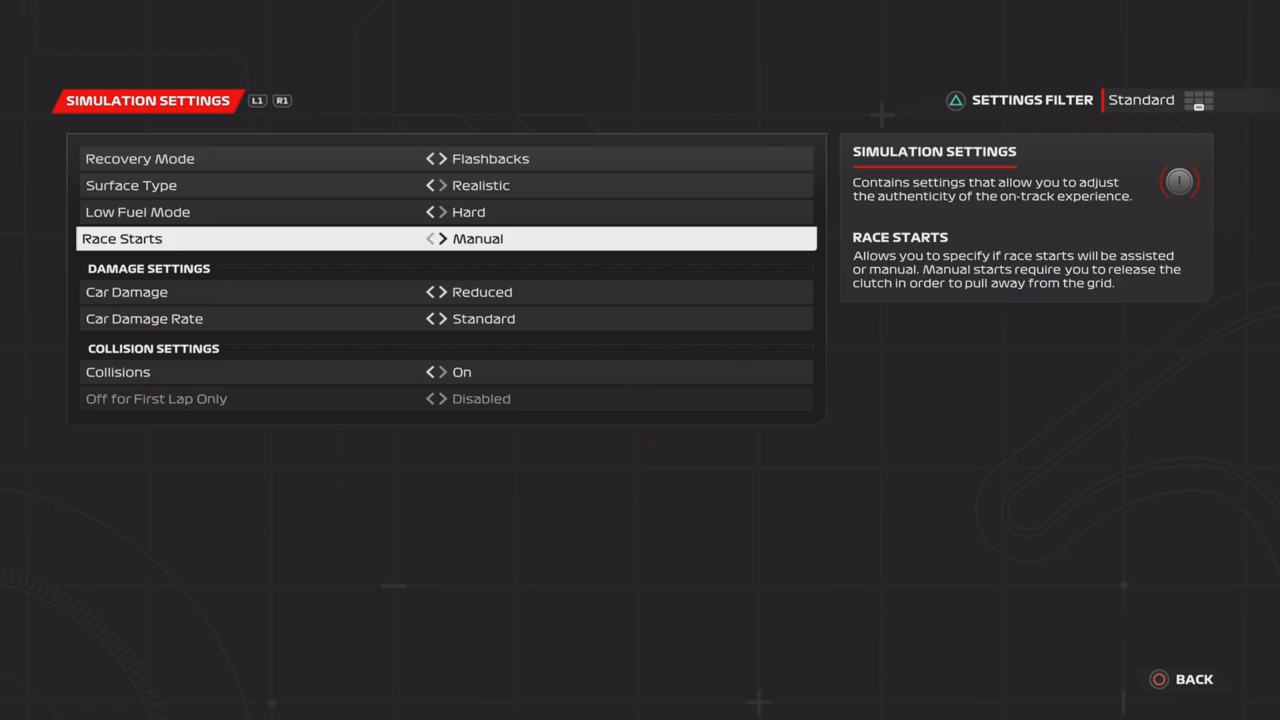 SIMULATION SETTINGS L1 R1
SETTINGS FILTER Standard
Recovery Mode Flashbacks
Surface Type Realistic
Low Fuel Mode Hard
Race Starts Manual
DAMAGE SETTINGS
Car Damage Reduced
Car Damage Rate Standard
COLLISION SETTINGS
Collisions On
Off for First Lap Only Disabled
SIMULATION SETTINGS
Contains settings that allow you to adjust
the authenticity of the on-track experience.
RACE STARTS
Allows you to specify if race starts will be assisted
or manual. Manual starts require you to release the
clutch in order to pull away from the grid.
BACK